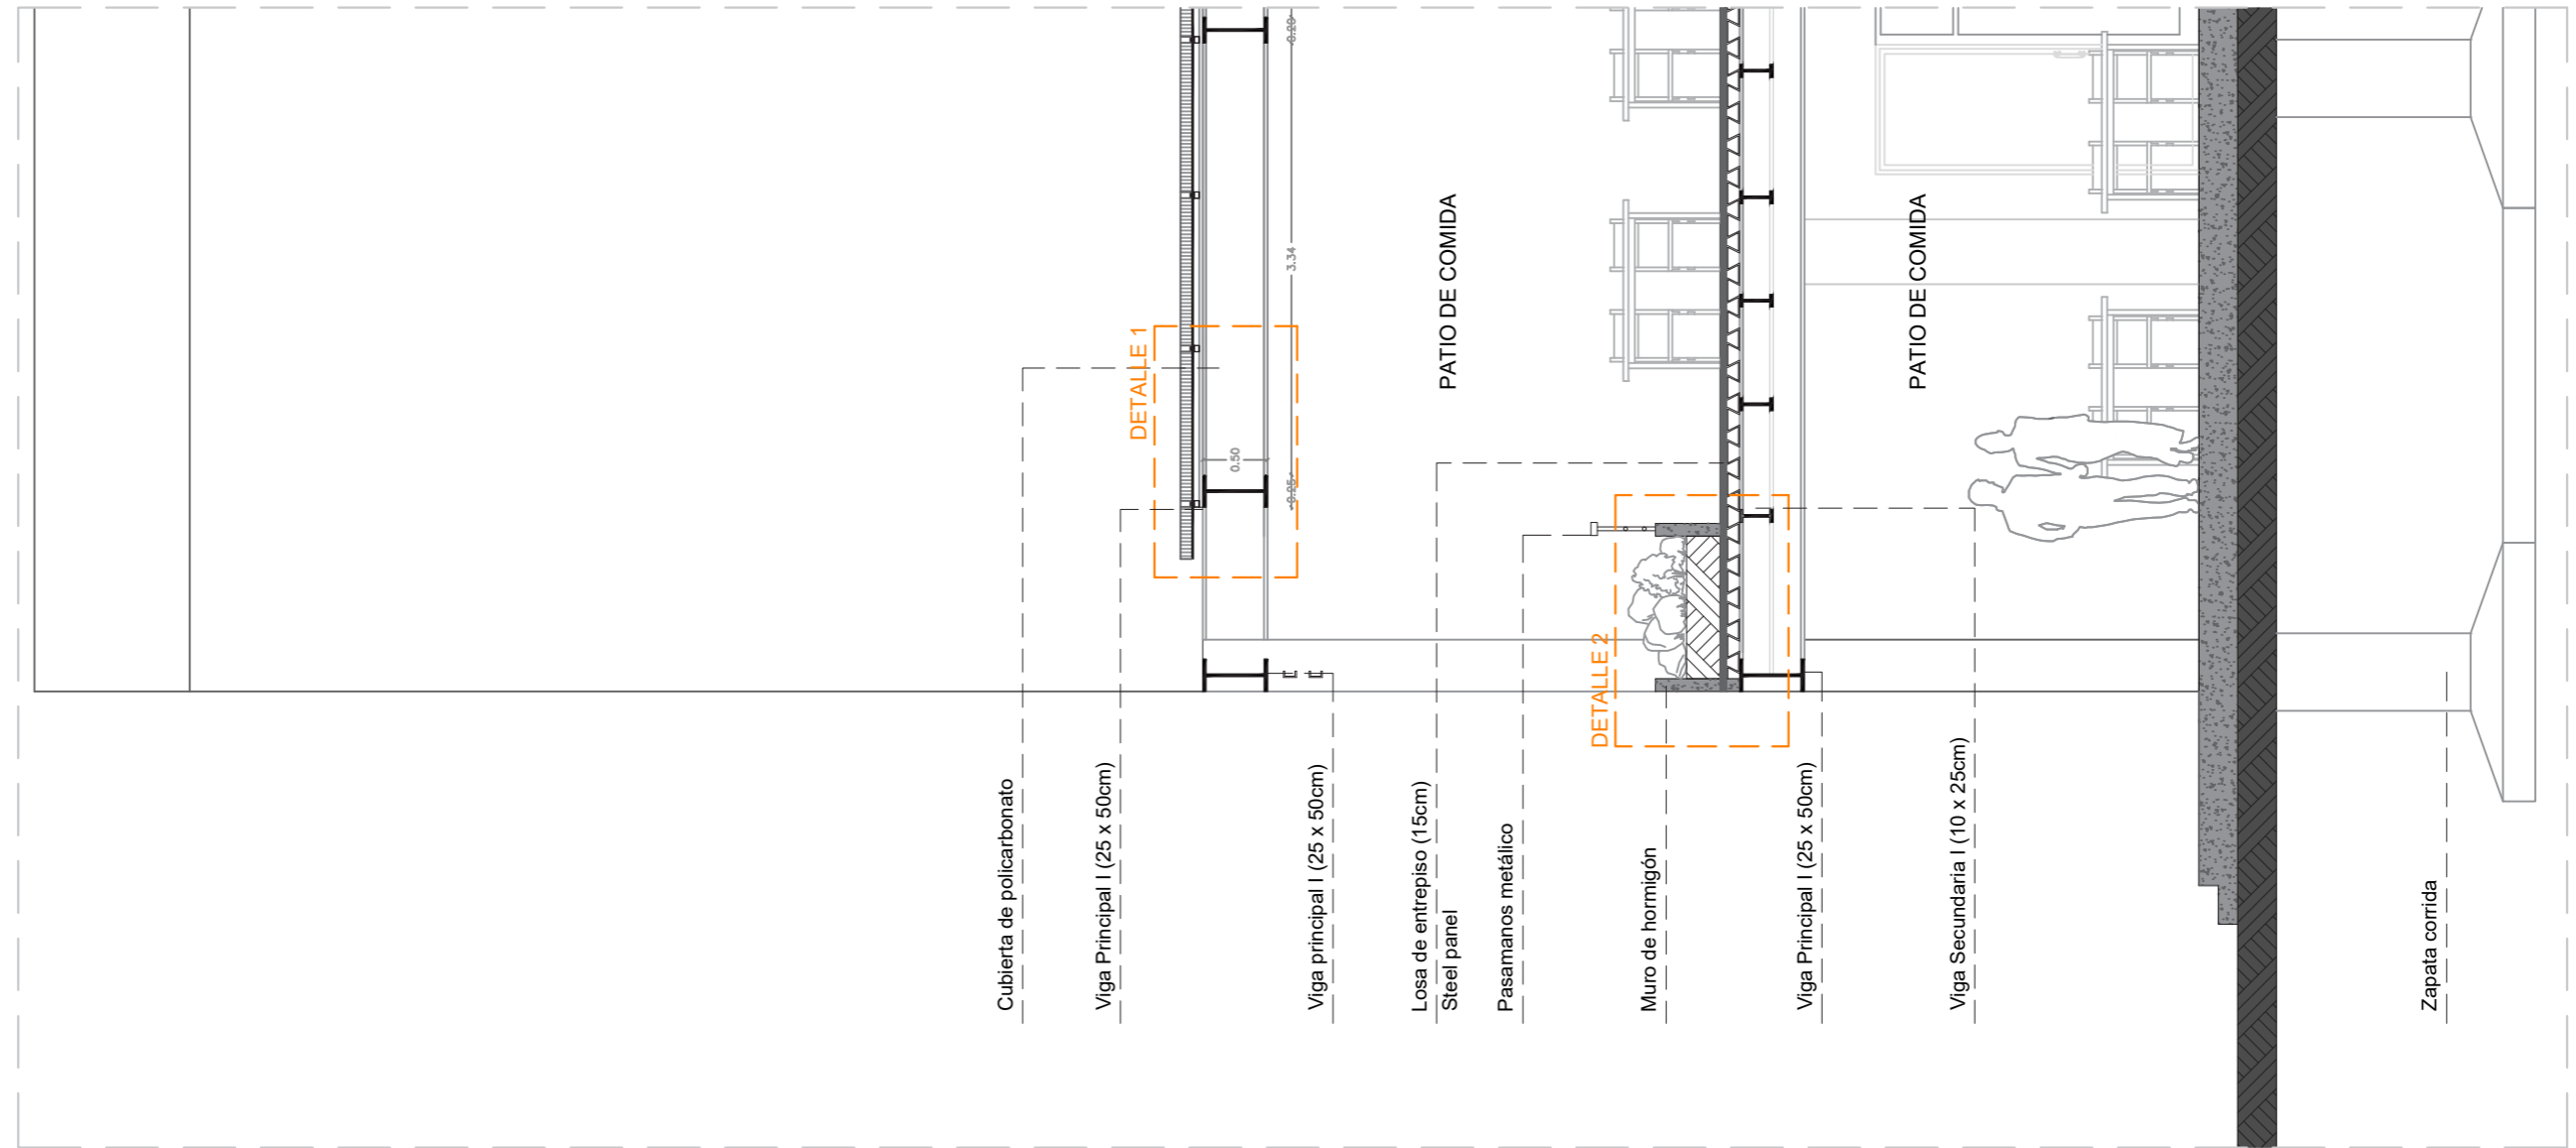 Cubierta de policarbonato
DETALLE 1
Viga Principal I (25 x 50cm)
0.20
3.34
0.50
0.25
Viga principal I (25 x 50cm)
PATIO DE COMIDA
Losa de entrepiso (15cm)
Steel panel
Pasamanos metálico
DETALLE 2
Muro de hormigón
Viga Principal I (25 x 50cm)
PATIO DE COMIDA
Viga Secundaria I (10 x 25cm)
Zapata corrida